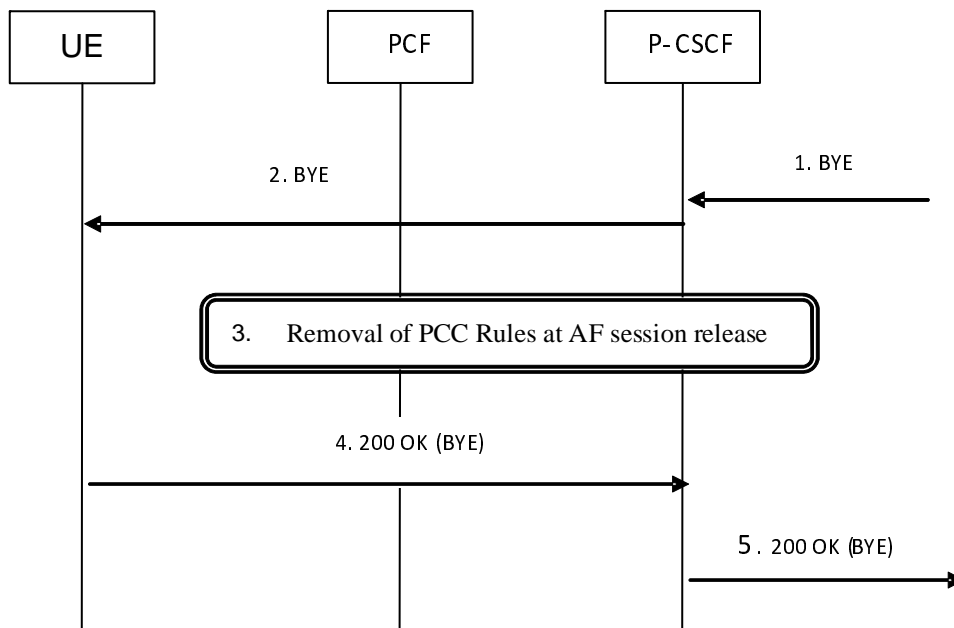 UE
PCF
P-CSCF
1. BYE
2. BYE
3. Removal of PCC Rules at AF session release
4. 200 OK (BYE)
5. 200 OK (BYE)